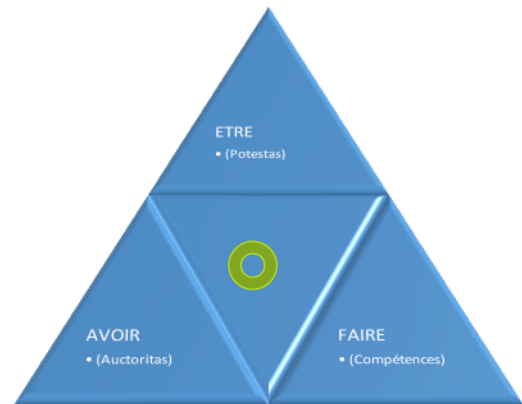 ETRE
• (Potestas)
AVOIR
• (Auctoritas)
FAIRE
• (Compétences)